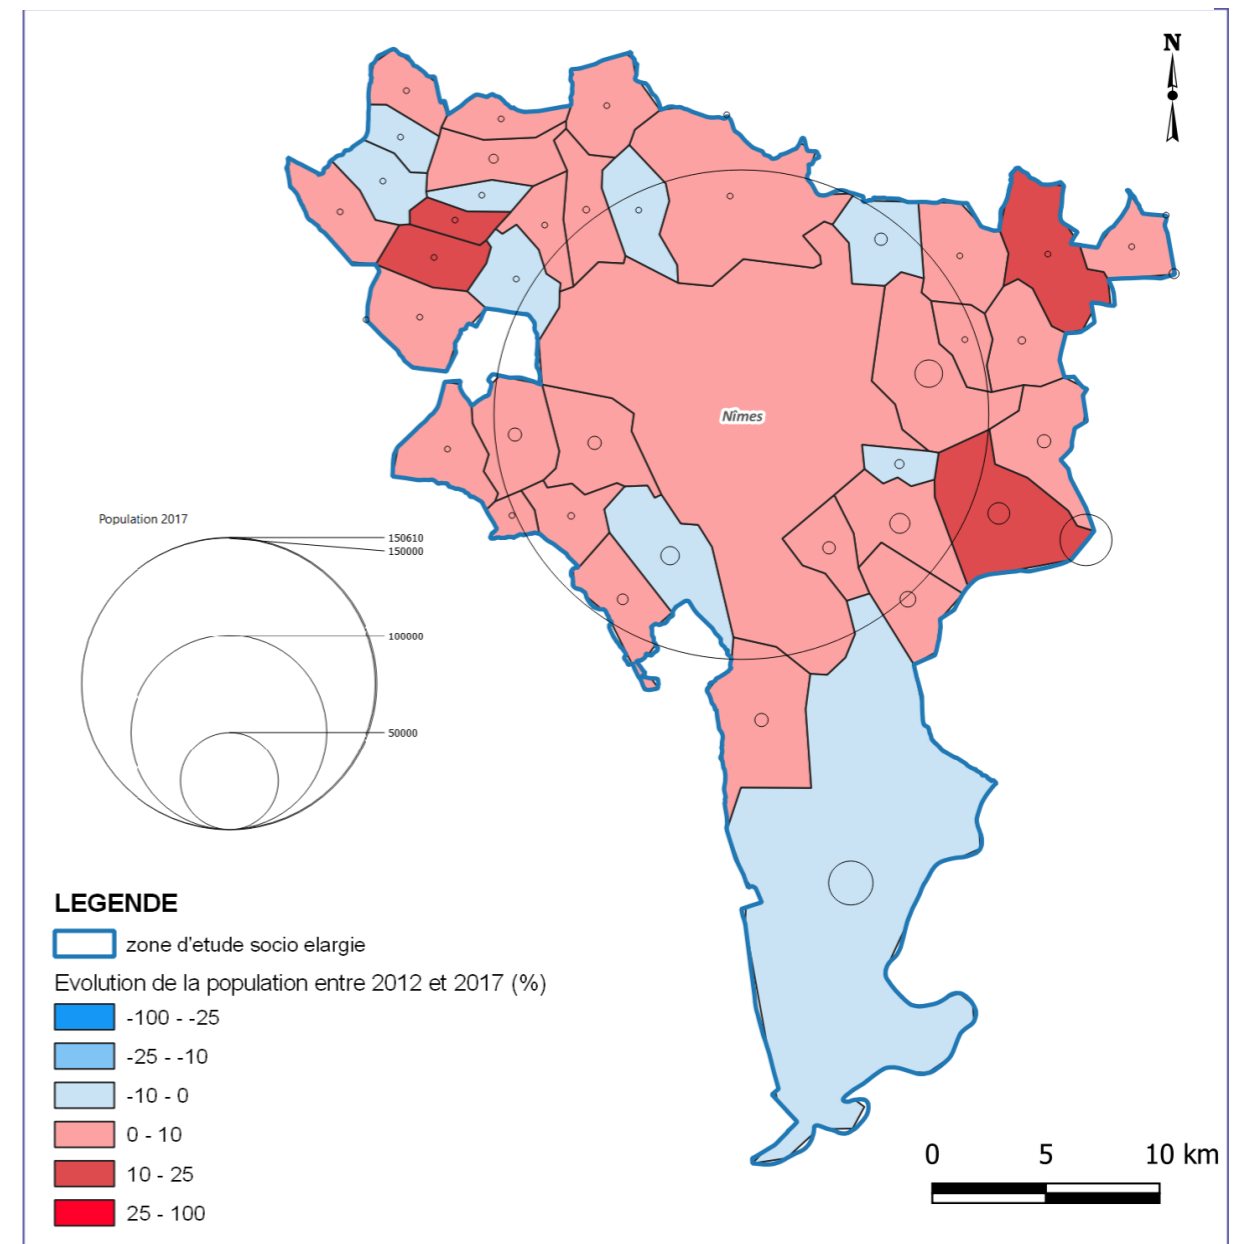 N
Nîmes
Population 2017
150610
150000
100000
50000
LEGENDE
zone d'etude socio elargie
Evolution de la population entre 2012 et 2017 (%)
-100 - -25
-25 - -10
-10 - 0
0 - 10
10 - 25
25 - 100
0 5 10 km